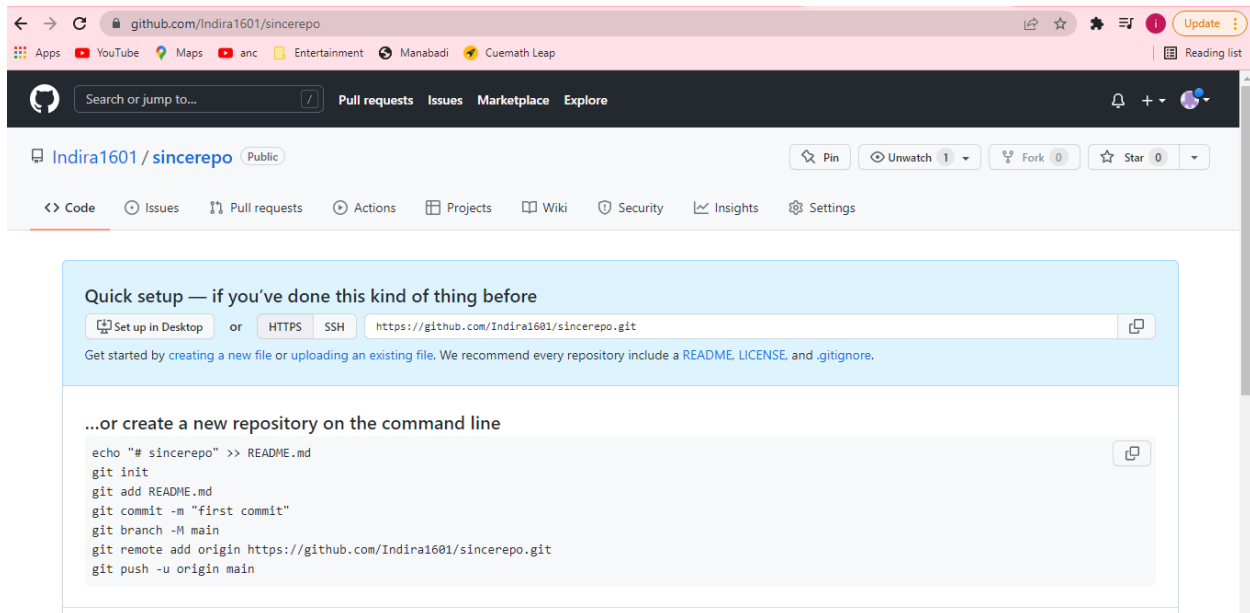 github.com/Indira1601/sincerepo
i
Update
Apps YouTube Maps anc Entertainment Manabadi Cuemath Leap Reading list
Search or jump to... / Pull requests Issues Marketplace Explore
Indira1601 / sincerepo Public Pin Unwatch 1 Fork 0 Star 0
<> Code Issues Pull requests Actions Projects Wiki Security Insights Settings
Quick setup — if you've done this kind of thing before
Set up in Desktop or HTTPS SSH https://github.com/Indira1601/sincerepo.git
Get started by creating a new file or uploading an existing file. We recommend every repository include a README, LICENSE, and .gitignore.
...or create a new repository on the command line
echo "# sincerepo" >> README.md
git init
git add README.md
git commit -m "first commit"
git branch -M main
git remote add origin https://github.com/Indira1601/sincerepo.git
git push -u origin main